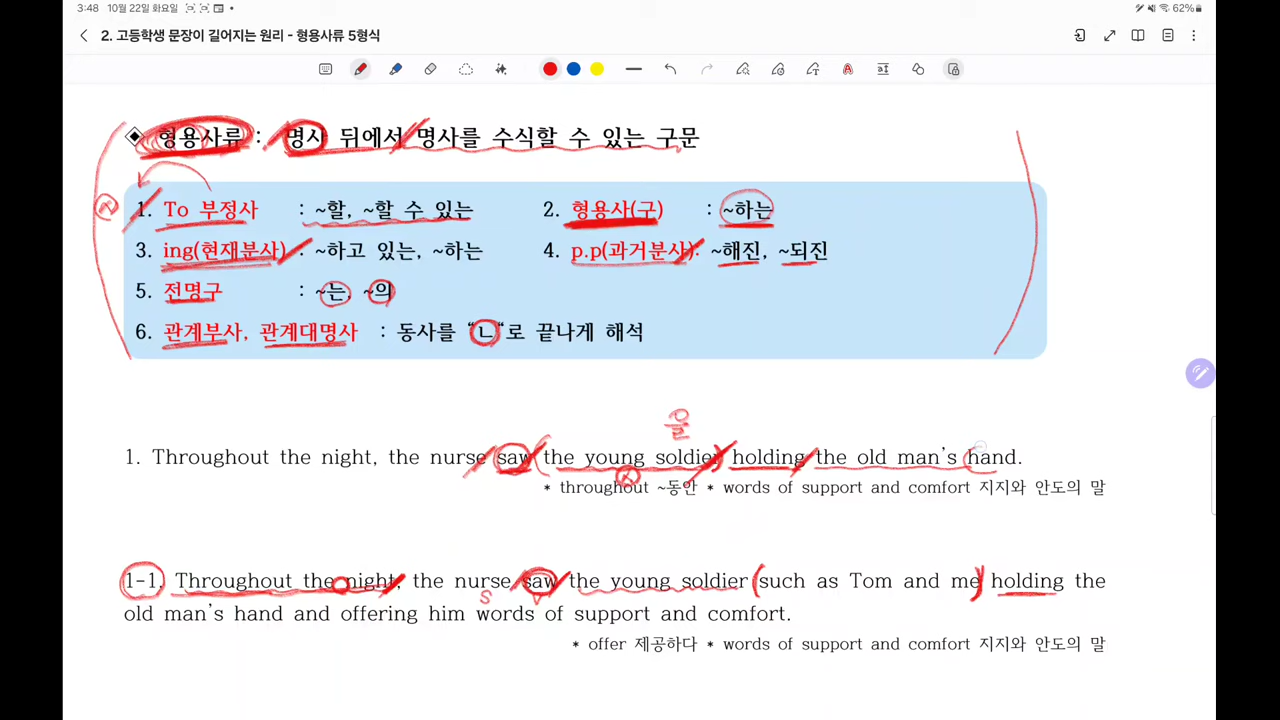 3:48 10월 22일 화요일 62%
2. 고등학생 문장이 길어지는 원리 - 형용사류 5형식
◈ 형용사류 : 명사 뒤에서 명사를 수식할 수 있는 구문
1. To 부정사 : ~할, ~할 수 있는 2. 형용사(구) : ~하는
3. ing(현재분사) : ~하고 있는, ~하는 4. p.p(과거분사): ~해진, ~되진
5. 전명구 : ~는, ~의
6. 관계부사, 관계대명사 : 동사를 "ㄴ"로 끝나게 해석
을
1. Throughout the night, the nurse saw the young soldier holding the old man's hand.
* throughout ~동안 * words of support and comfort 지지와 안도의 말
1-1. Throughout the night, the nurse saw the young soldier (such as Tom and me) holding the
S V
old man's hand and offering him words of support and comfort.
* offer 제공하다 * words of support and comfort 지지와 안도의 말